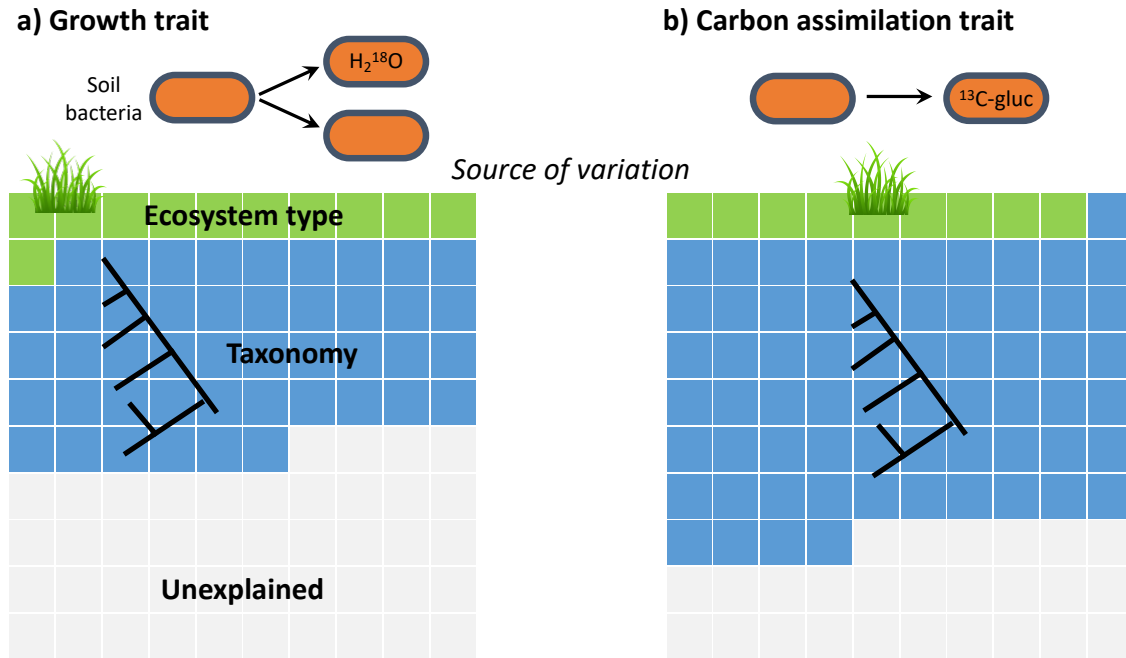 a) Growth trait
b) Carbon assimilation trait
Soil
bacteria
H₂¹⁸O
¹³C-gluc
Source of variation
Ecosystem type
Taxonomy
Unexplained